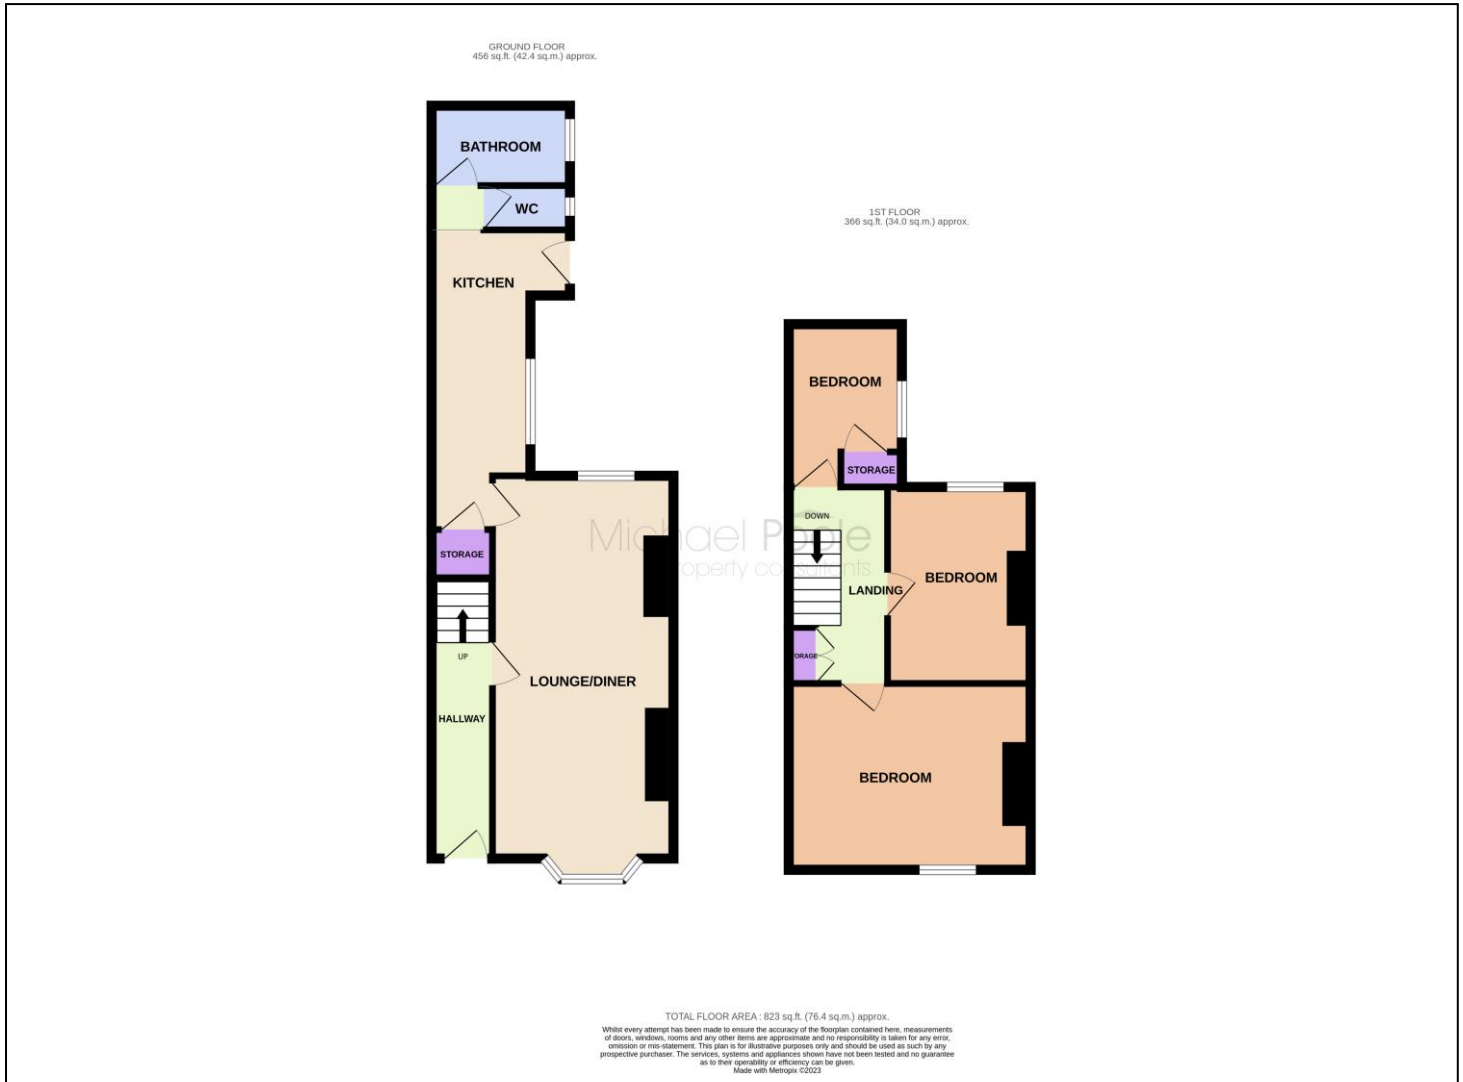 GROUND FLOOR
456 sq.ft. (42.4 sq.m.) approx.
BATHROOM
WC
KITCHEN
STORAGE
UP
HALLWAY
LOUNGE/DINER
1ST FLOOR
366 sq.ft. (34.0 sq.m.) approx.
BEDROOM
STORAGE
DOWN
LANDING
BEDROOM
ORAGE
BEDROOM
Michael Poole
property consultants
TOTAL FLOOR AREA : 823 sq.ft. (76.4 sq.m.) approx.
Whilst every attempt has been made to ensure the accuracy of the floorplan contained here, measurements
of doors, windows, rooms and any other items are approximate and no responsibility is taken for any error,
omission or mis-statement. This plan is for illustrative purposes only and should be used as such by any
prospective purchaser. The services, systems and appliances shown have not been tested and no guarantee
as to their operability or efficiency can be given.
Made with Metropix ©2023